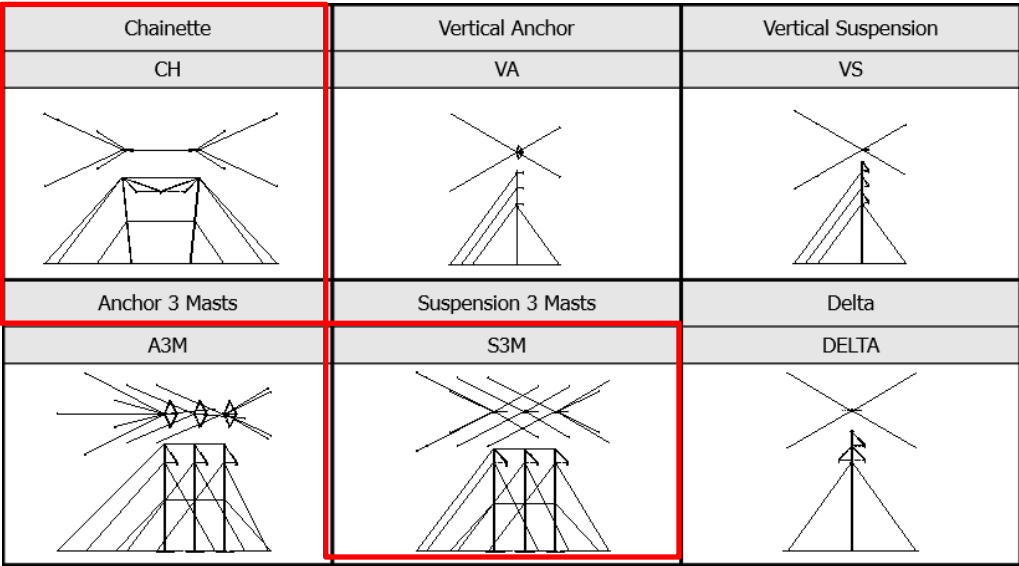 Chainette
Vertical Anchor
Vertical Suspension
CH
VA
VS
Anchor 3 Masts
Suspension 3 Masts
Delta
A3M
S3M
DELTA